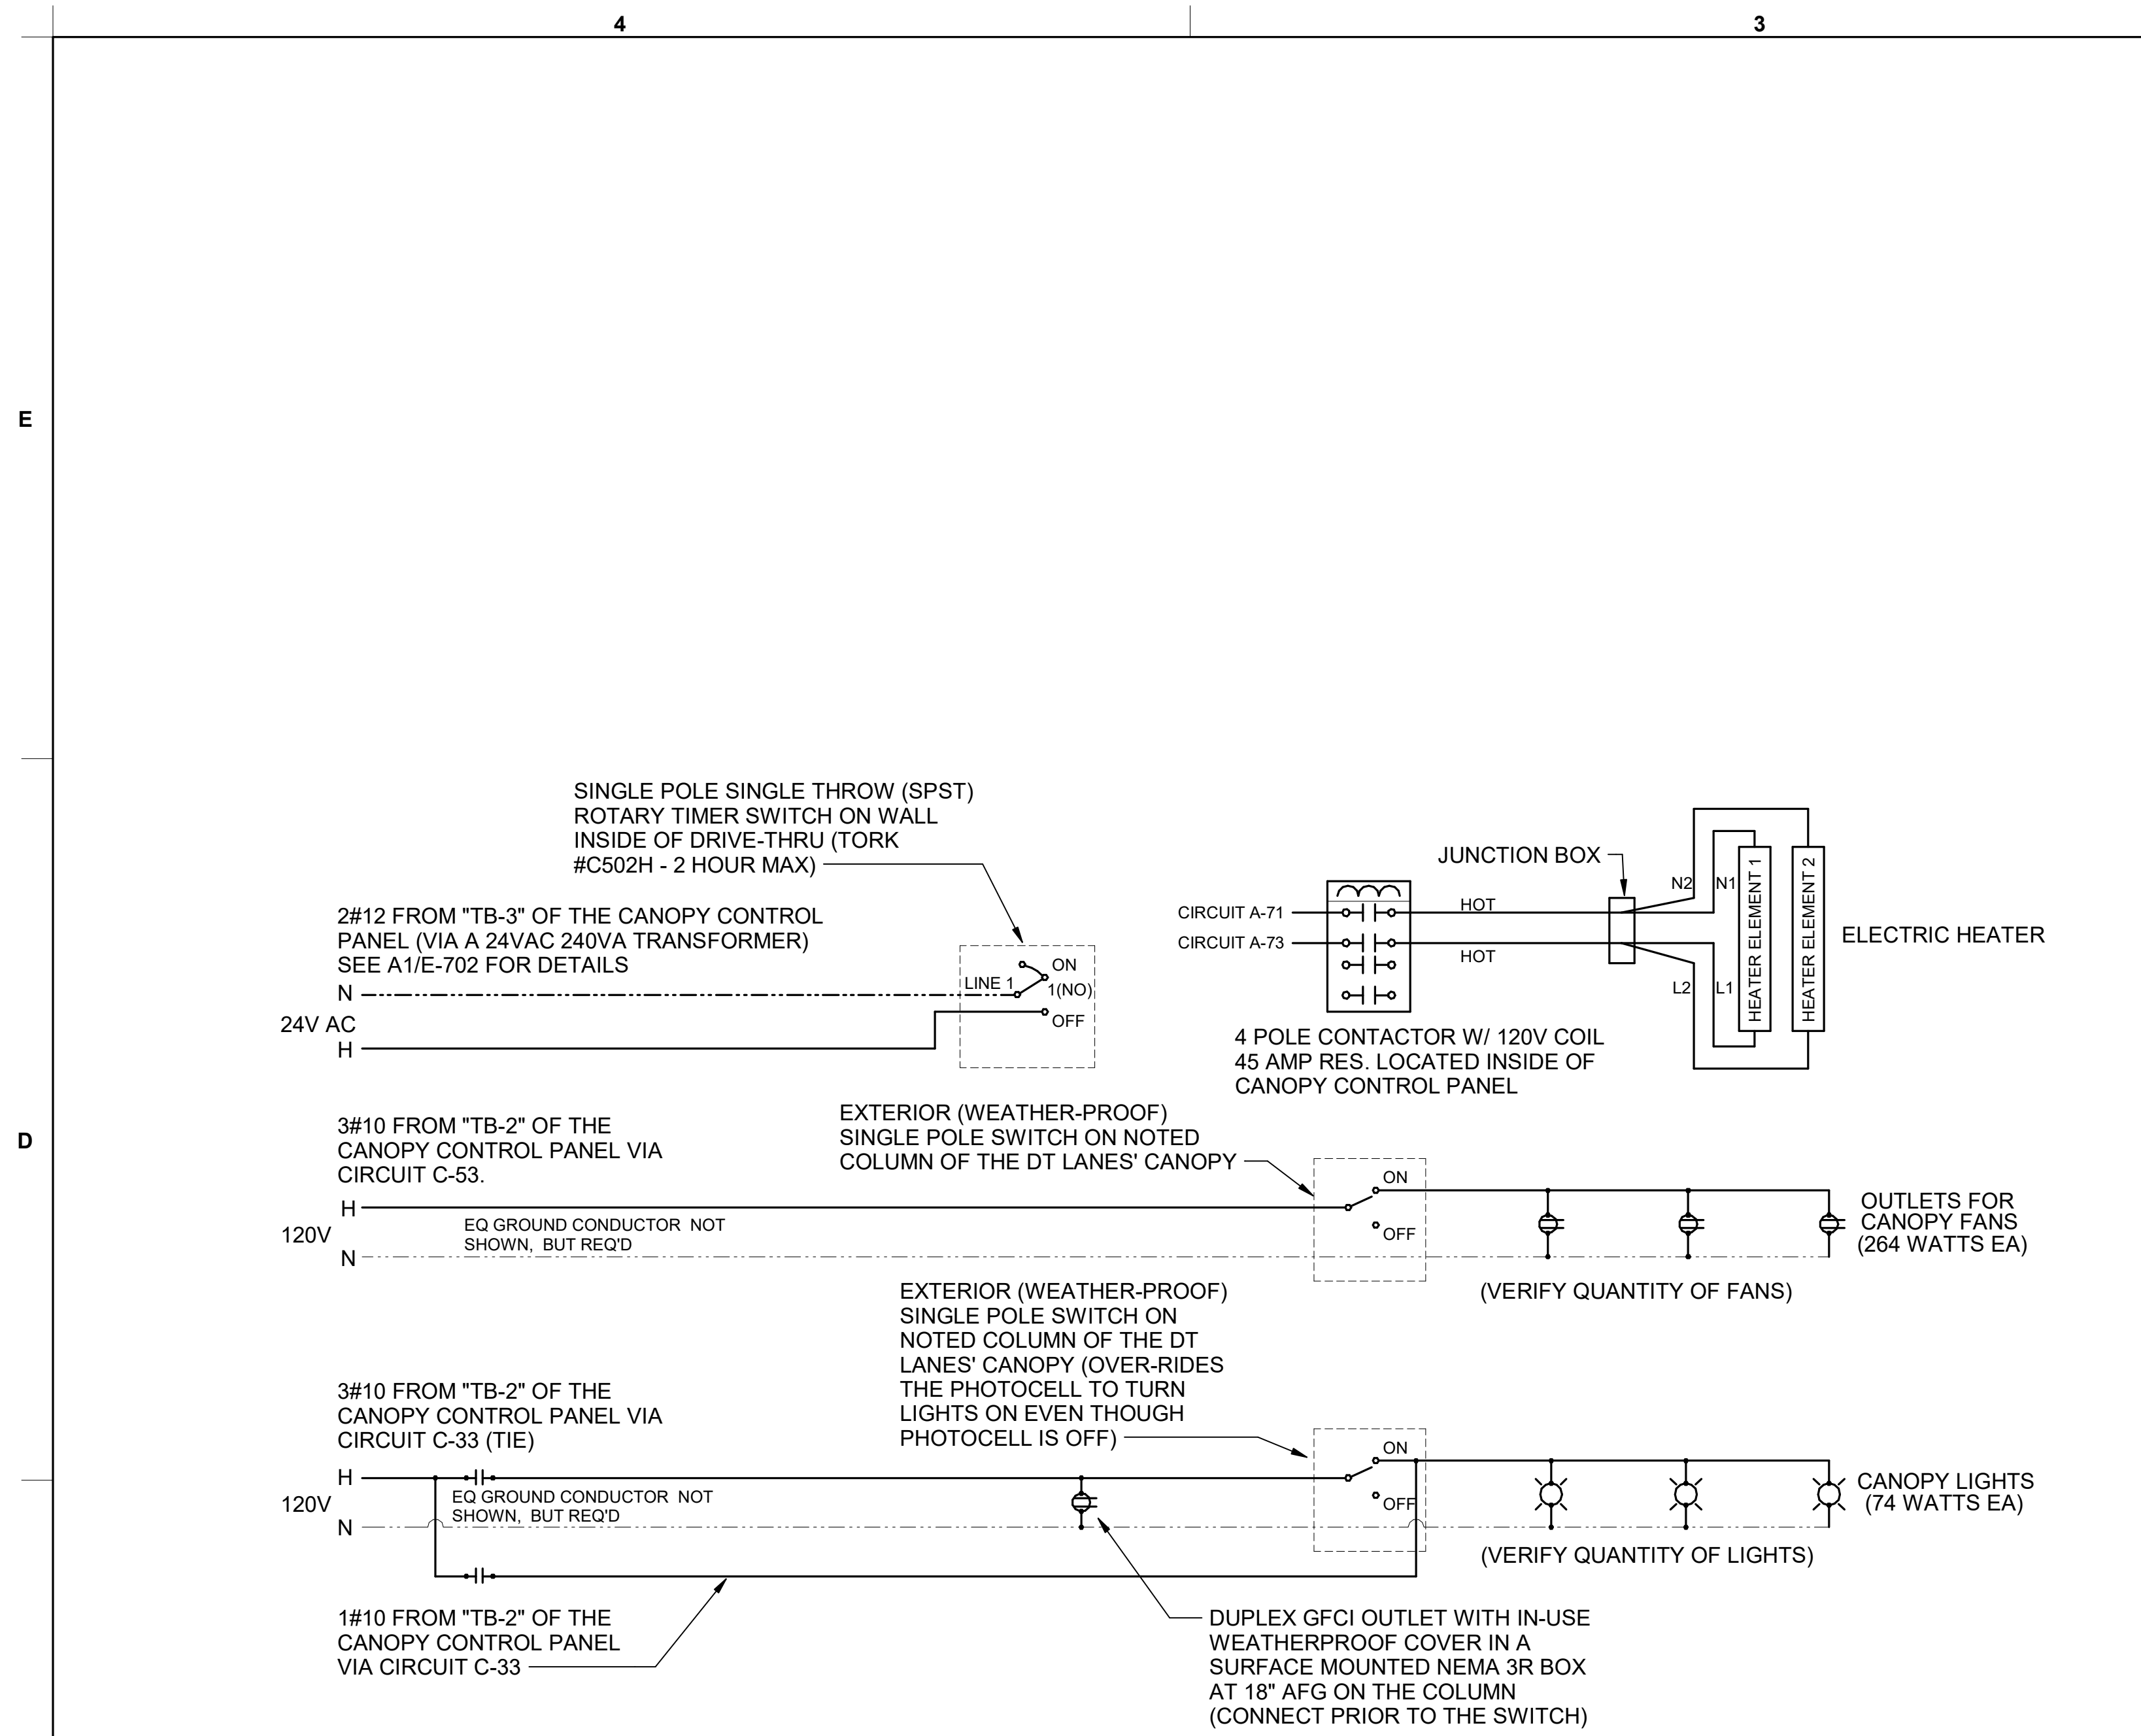 4
3
E
SINGLE POLE SINGLE THROW (SPST)
ROTARY TIMER SWITCH ON WALL
INSIDE OF DRIVE-THRU (TORK
#C502H - 2 HOUR MAX)
2#12 FROM "TB-3" OF THE CANOPY CONTROL
PANEL (VIA A 24VAC 240VA TRANSFORMER)
SEE A1/E-702 FOR DETAILS
N
24V AC
H
LINE 1
ON
1(NO)
OFF
JUNCTION BOX
CIRCUIT A-71
CIRCUIT A-73
HOT
HOT
N2
N1
L2
L1
HEATER ELEMENT 1
HEATER ELEMENT 2
ELECTRIC HEATER
4 POLE CONTACTOR W/ 120V COIL
45 AMP RES. LOCATED INSIDE OF
CANOPY CONTROL PANEL
D
3#10 FROM "TB-2" OF THE
CANOPY CONTROL PANEL VIA
CIRCUIT C-53.
EXTERIOR (WEATHER-PROOF)
SINGLE POLE SWITCH ON NOTED
COLUMN OF THE DT LANES' CANOPY
H
120V
N
EQ GROUND CONDUCTOR NOT
SHOWN, BUT REQ'D
ON
OFF
OUTLETS FOR
CANOPY FANS
(264 WATTS EA)
(VERIFY QUANTITY OF FANS)
EXTERIOR (WEATHER-PROOF)
SINGLE POLE SWITCH ON
NOTED COLUMN OF THE DT
LANES' CANOPY (OVER-RIDES
THE PHOTOCELL TO TURN
LIGHTS ON EVEN THOUGH
PHOTOCELL IS OFF)
3#10 FROM "TB-2" OF THE
CANOPY CONTROL PANEL VIA
CIRCUIT C-33 (TIE)
H
120V
N
EQ GROUND CONDUCTOR NOT
SHOWN, BUT REQ'D
ON
OFF
CANOPY LIGHTS
(74 WATTS EA)
(VERIFY QUANTITY OF LIGHTS)
1#10 FROM "TB-2" OF THE
CANOPY CONTROL PANEL
VIA CIRCUIT C-33
DUPLEX GFCI OUTLET WITH IN-USE
WEATHERPROOF COVER IN A
SURFACE MOUNTED NEMA 3R BOX
AT 18" AFG ON THE COLUMN
(CONNECT PRIOR TO THE SWITCH)